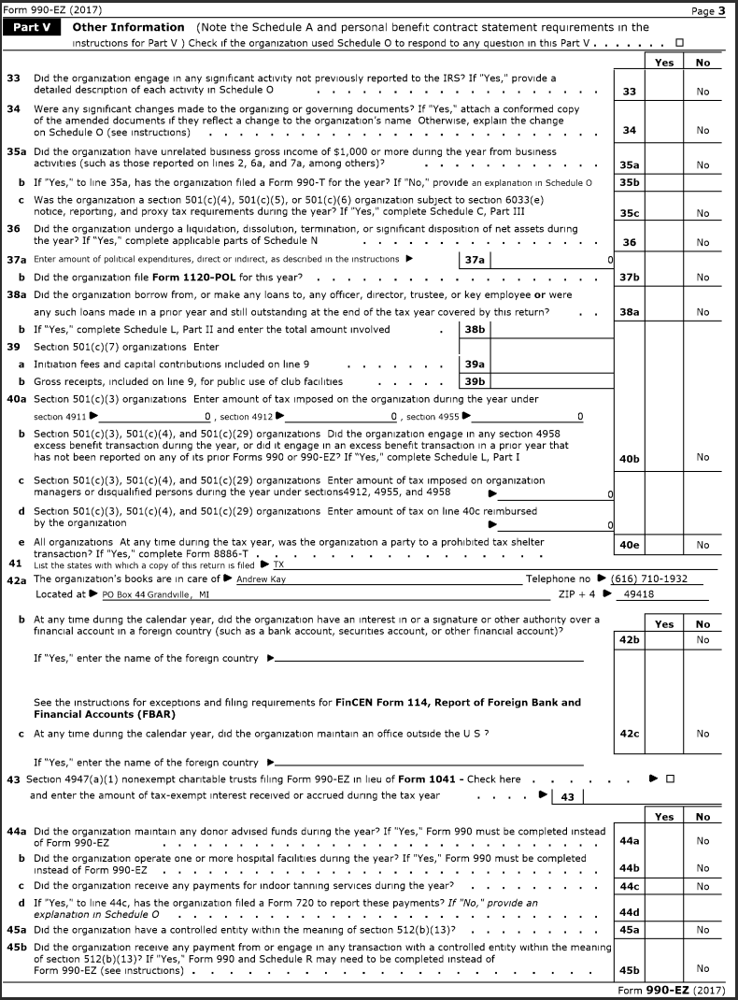 Form 990-EZ (2017) Page 3
Part V Other Information (Note the Schedule A and personal benefit contract statement requirements in the
instructions for Part V ) Check if the organization used Schedule O to respond to any question in this Part V . . . . . . . ☐
Yes No
33 Did the organization engage in any significant activity not previously reported to the IRS? If "Yes," provide a
detailed description of each activity in Schedule O . . . . . . . . . . . . . . . . . . 33 No
34 Were any significant changes made to the organizing or governing documents? If "Yes," attach a conformed copy
of the amended documents if they reflect a change to the organization's name Otherwise, explain the change
on Schedule O (see instructions) . . . . . . . . . . . . . . . . . . . . . . . . . . 34 No
35a Did the organization have unrelated business gross income of $1,000 or more during the year from business
activities (such as those reported on lines 2, 6a, and 7a, among others)? . . . . . . . . . . . . 35a No
b If "Yes," to line 35a, has the organization filed a Form 990-T for the year? If "No," provide an explanation in Schedule O 35b
c Was the organization a section 501(c)(4), 501(c)(5), or 501(c)(6) organization subject to section 6033(e)
notice, reporting, and proxy tax requirements during the year? If "Yes," complete Schedule C, Part III 35c No
36 Did the organization undergo a liquidation, dissolution, termination, or significant disposition of net assets during
the year? If "Yes," complete applicable parts of Schedule N . . . . . . . . . . . . . . . 36 No
37a Enter amount of political expenditures, direct or indirect, as described in the instructions ▶ 37a 0
b Did the organization file Form 1120-POL for this year? . . . . . . . . . . . . . . . . . . 37b No
38a Did the organization borrow from, or make any loans to, any officer, director, trustee, or key employee or were
any such loans made in a prior year and still outstanding at the end of the tax year covered by this return? . . 38a No
b If "Yes," complete Schedule L, Part II and enter the total amount involved . 38b
39 Section 501(c)(7) organizations Enter
a Initiation fees and capital contributions included on line 9 . . . . . . . 39a
b Gross receipts, included on line 9, for public use of club facilities . . . . . 39b
40a Section 501(c)(3) organizations Enter amount of tax imposed on the organization during the year under
section 4911 ▶ 0 , section 4912 ▶ 0 , section 4955 ▶ 0
b Section 501(c)(3), 501(c)(4), and 501(c)(29) organizations Did the organization engage in any section 4958
excess benefit transaction during the year, or did it engage in an excess benefit transaction in a prior year that
has not been reported on any of its prior Forms 990 or 990-EZ? If "Yes," complete Schedule L, Part I 40b No
c Section 501(c)(3), 501(c)(4), and 501(c)(29) organizations Enter amount of tax imposed on organization
managers or disqualified persons during the year under sections4912, 4955, and 4958 ▶ 0
d Section 501(c)(3), 501(c)(4), and 501(c)(29) organizations Enter amount of tax on line 40c reimbursed
by the organization ▶ 0
e All organizations At any time during the tax year, was the organization a party to a prohibited tax shelter
transaction? If "Yes," complete Form 8886-T . . . . . . . . . . . . . . . . 40e No
41 List the states with which a copy of this return is filed ▶ TX
42a The organization's books are in care of ▶ Andrew Kay Telephone no ▶ (616) 710-1932
Located at ▶ PO Box 44 Grandville, MI ZIP + 4 ▶ 49418
b At any time during the calendar year, did the organization have an interest in or a signature or other authority over a
financial account in a foreign country (such as a bank account, securities account, or other financial account)?
Yes No
42b No
If "Yes," enter the name of the foreign country ▶
See the instructions for exceptions and filing requirements for FinCEN Form 114, Report of Foreign Bank and
Financial Accounts (FBAR)
c At any time during the calendar year, did the organization maintain an office outside the U S ? 42c No
If "Yes," enter the name of the foreign country ▶
43 Section 4947(a)(1) nonexempt charitable trusts filing Form 990-EZ in lieu of Form 1041 - Check here . . . . . . ▶ ☐
and enter the amount of tax-exempt interest received or accrued during the tax year . . . . ▶ 43
Yes No
44a Did the organization maintain any donor advised funds during the year? If "Yes," Form 990 must be completed instead
of Form 990-EZ . . . . . . . . . . . . . . . . . . . . . . . . . . . . 44a No
b Did the organization operate one or more hospital facilities during the year? If "Yes," Form 990 must be completed
instead of Form 990-EZ . . . . . . . . . . . . . . . . . . . . . . . . . . . . 44b No
c Did the organization receive any payments for indoor tanning services during the year? . . . . . . . . 44c No
d If "Yes," to line 44c, has the organization filed a Form 720 to report these payments? If "No," provide an
explanation in Schedule O . . . . . . . . . . . . . . . . . . . . . . . . . . . 44d
45a Did the organization have a controlled entity within the meaning of section 512(b)(13)? . . . . . . . . 45a No
45b Did the organization receive any payment from or engage in any transaction with a controlled entity within the meaning
of section 512(b)(13)? If "Yes," Form 990 and Schedule R may need to be completed instead of
Form 990-EZ (see instructions) . . . . . . . . . . . . . . . . . . . . . . . . . . 45b No
Form 990-EZ (2017)